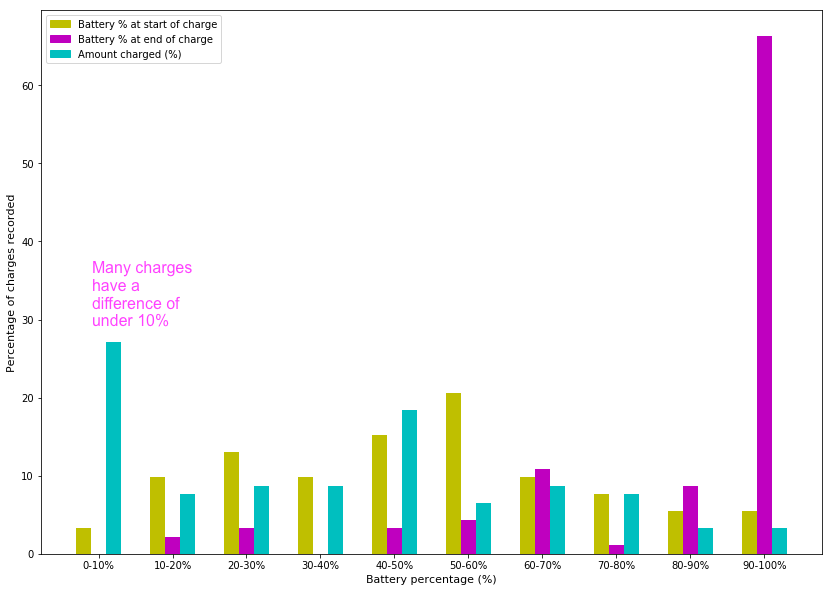 Battery % at start of charge
Battery % at end of charge
Amount charged (%)
Percentage of charges recorded
60
50
40
30
20
10
0
Many charges
have a
difference of
under 10%
0-10% 10-20% 20-30% 30-40% 40-50% 50-60% 60-70% 70-80% 80-90% 90-100%
Battery percentage (%)